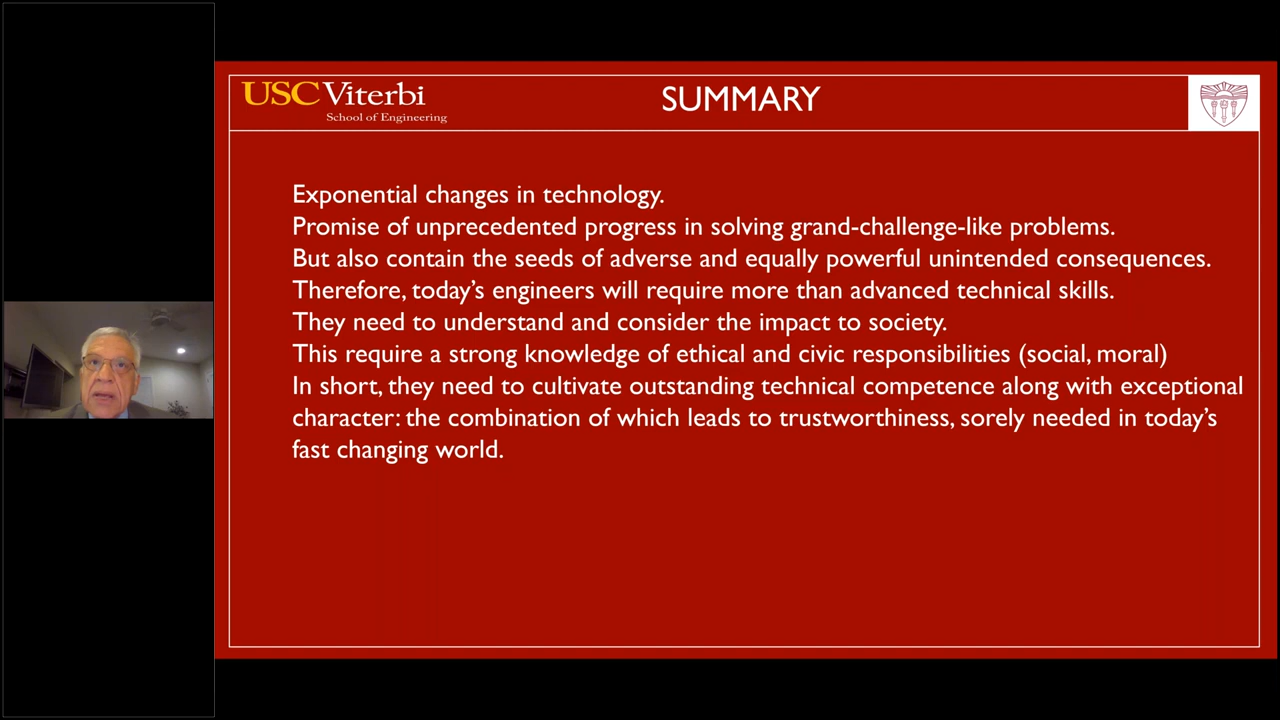 USC Viterbi
School of Engineering
SUMMARY
Exponential changes in technology.
Promise of unprecedented progress in solving grand-challenge-like problems.
But also contain the seeds of adverse and equally powerful unintended consequences.
Therefore, today's engineers will require more than advanced technical skills.
They need to understand and consider the impact to society.
This require a strong knowledge of ethical and civic responsibilities (social, moral)
In short, they need to cultivate outstanding technical competence along with exceptional
character: the combination of which leads to trustworthiness, sorely needed in today's
fast changing world.